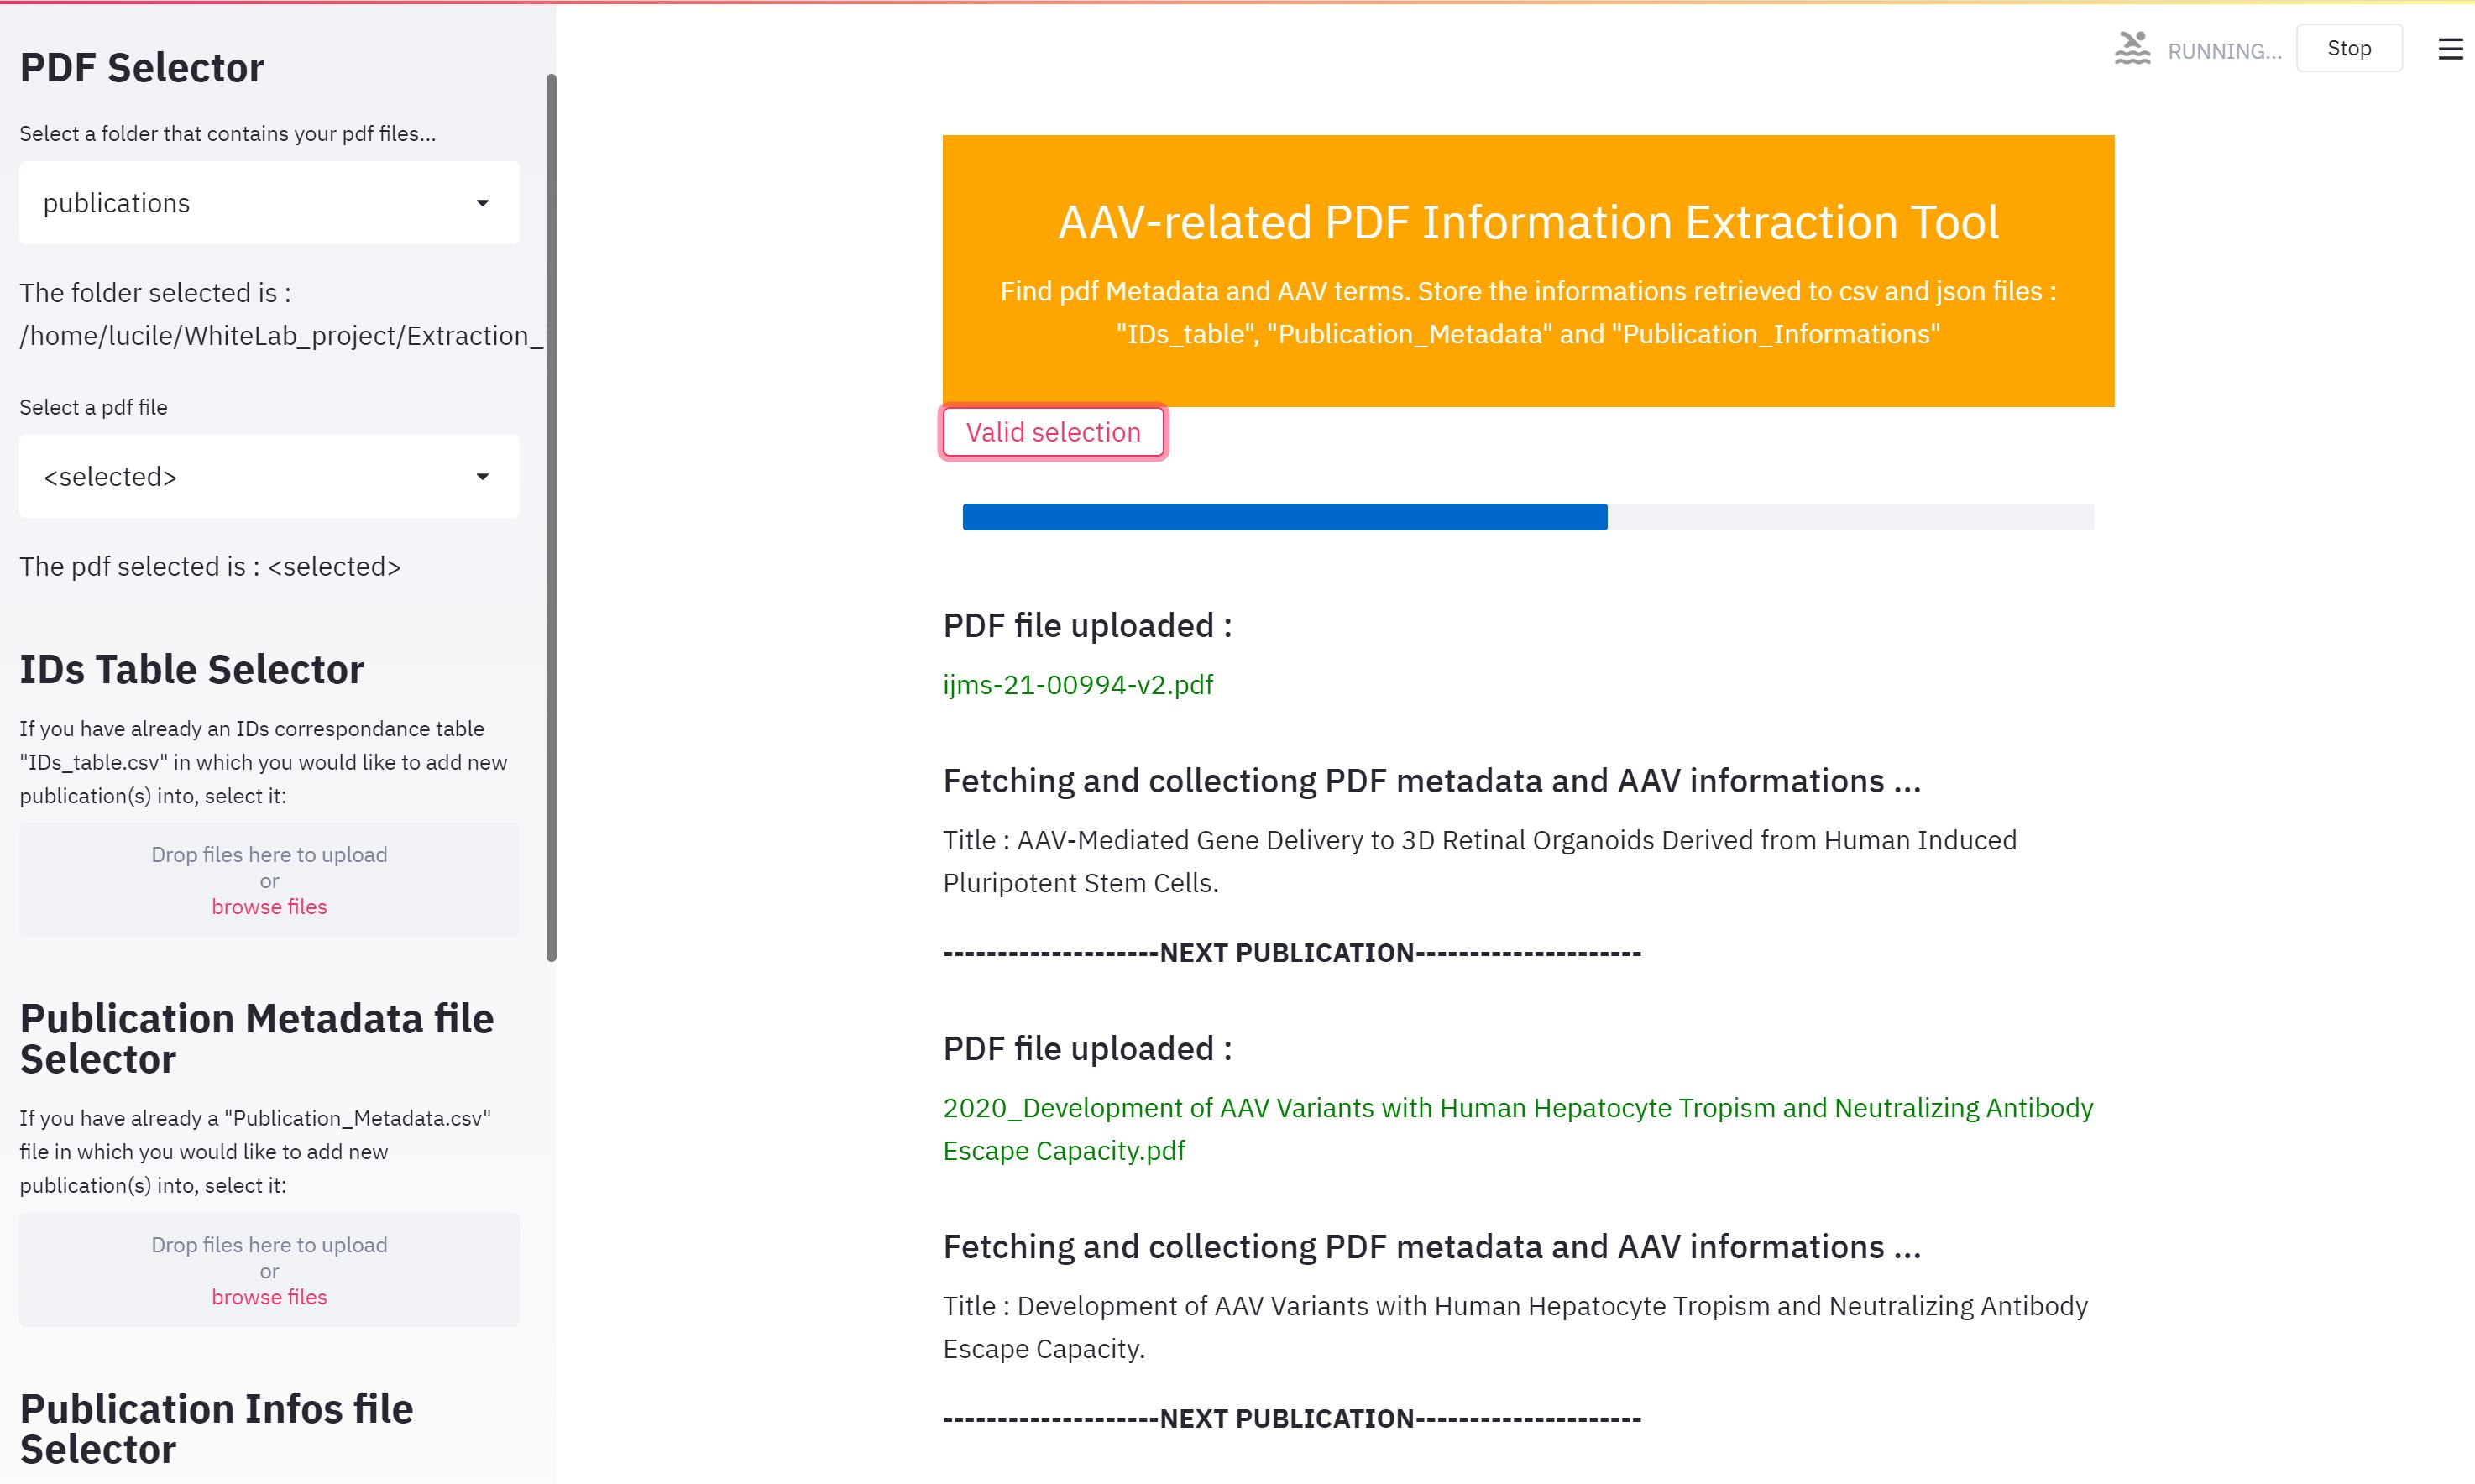 PDF Selector
Select a folder that contains your pdf files...
publications
The folder selected is :
/home/lucile/WhiteLab_project/Extraction_
Select a pdf file
<selected>
The pdf selected is : <selected>
IDs Table Selector
If you have already an IDs correspondance table
"IDs_table.csv" in which you would like to add new
publication(s) into, select it:
Drop files here to upload
or
browse files
Publication Metadata file
Selector
If you have already a "Publication_Metadata.csv"
file in which you would like to add new
publication(s) into, select it:
Drop files here to upload
or
browse files
Publication Infos file
Selector
RUNNING...
Stop
AAV-related PDF Information Extraction Tool
Find pdf Metadata and AAV terms. Store the informations retrieved to csv and json files :
"IDs_table", "Publication_Metadata" and "Publication_Informations"
Valid selection
PDF file uploaded :
ijms-21-00994-v2.pdf
Fetching and collectiong PDF metadata and AAV informations ...
Title : AAV-Mediated Gene Delivery to 3D Retinal Organoids Derived from Human Induced
Pluripotent Stem Cells.
--------------------NEXT PUBLICATION---------------------
PDF file uploaded :
2020_Development of AAV Variants with Human Hepatocyte Tropism and Neutralizing Antibody
Escape Capacity.pdf
Fetching and collectiong PDF metadata and AAV informations ...
Title : Development of AAV Variants with Human Hepatocyte Tropism and Neutralizing Antibody
Escape Capacity.
--------------------NEXT PUBLICATION---------------------